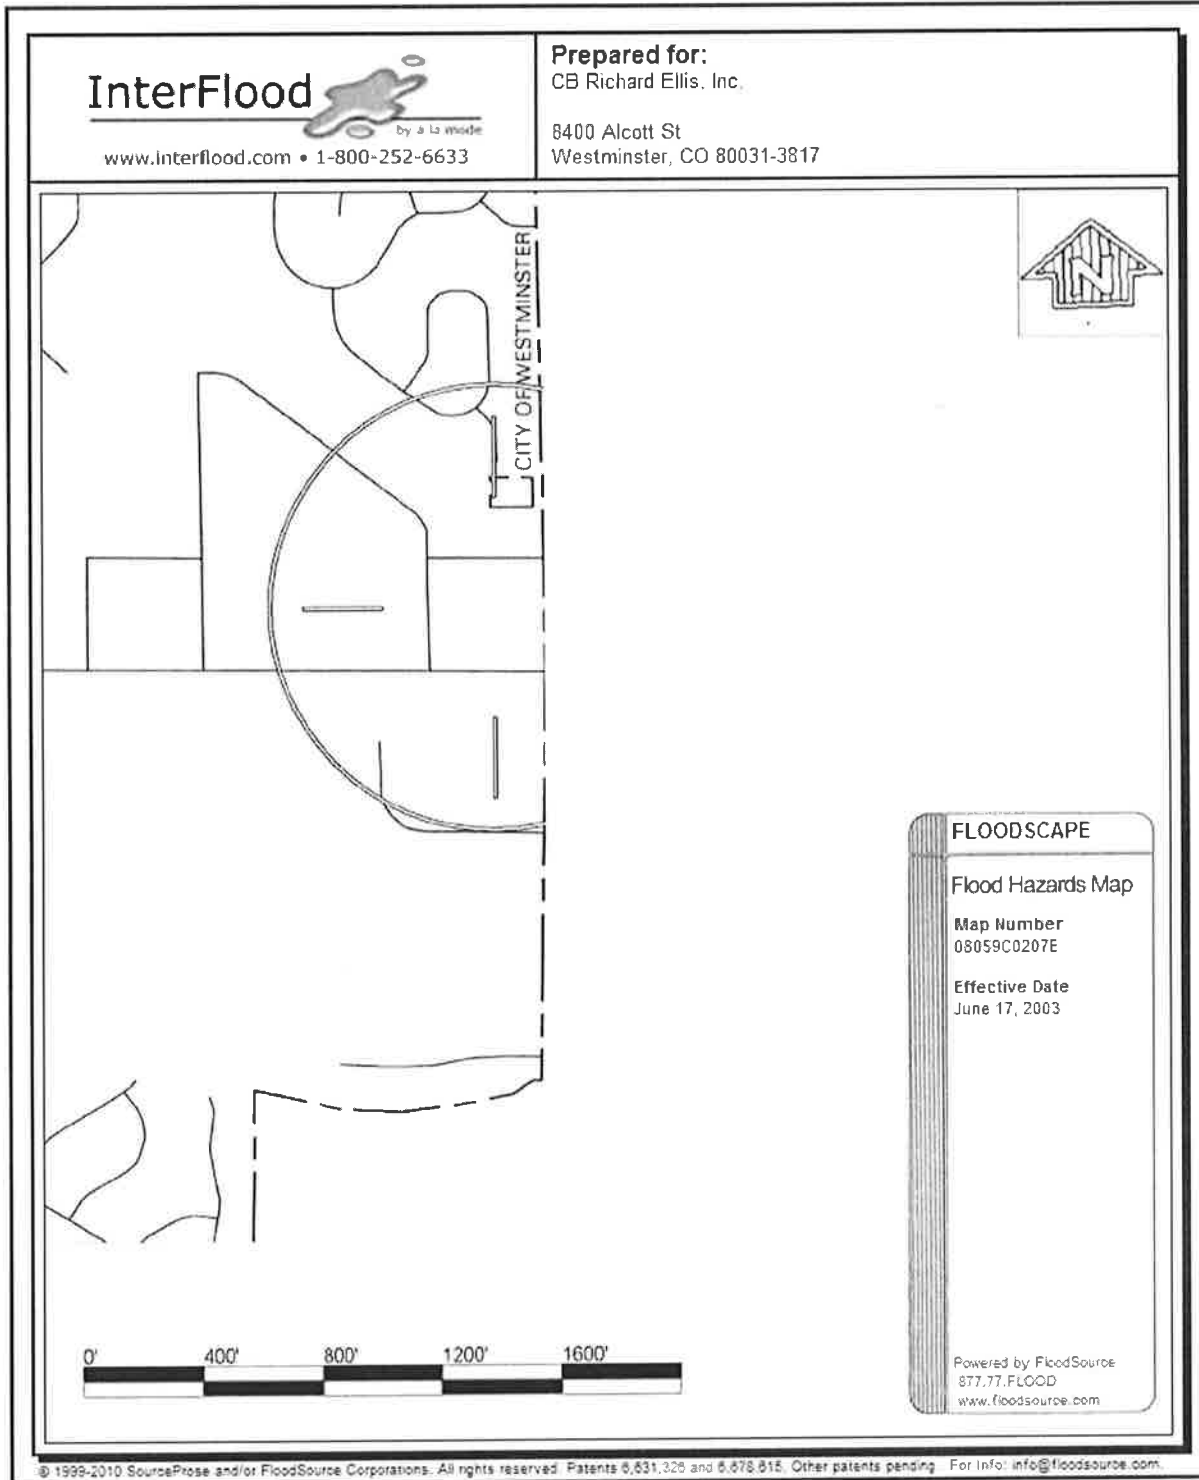 InterFlood
by a la mode
www.interflood.com • 1-800-252-6633
Prepared for:
CB Richard Ellis, Inc.
8400 Alcott St
Westminster, CO 80031-3817
CITY OF WESTMINSTER
N
FLOODSCAPE
Flood Hazards Map
Map Number
08059C0207E
Effective Date
June 17, 2003
Powered by FloodSource
877.77.FLOOD
www.floodsource.com
0' 400' 800' 1200' 1600'
© 1999-2010 SourceProse and/or FloodSource Corporations. All rights reserved. Patents 6,631,326 and 6,678,615. Other patents pending. For Info: info@floodsource.com.